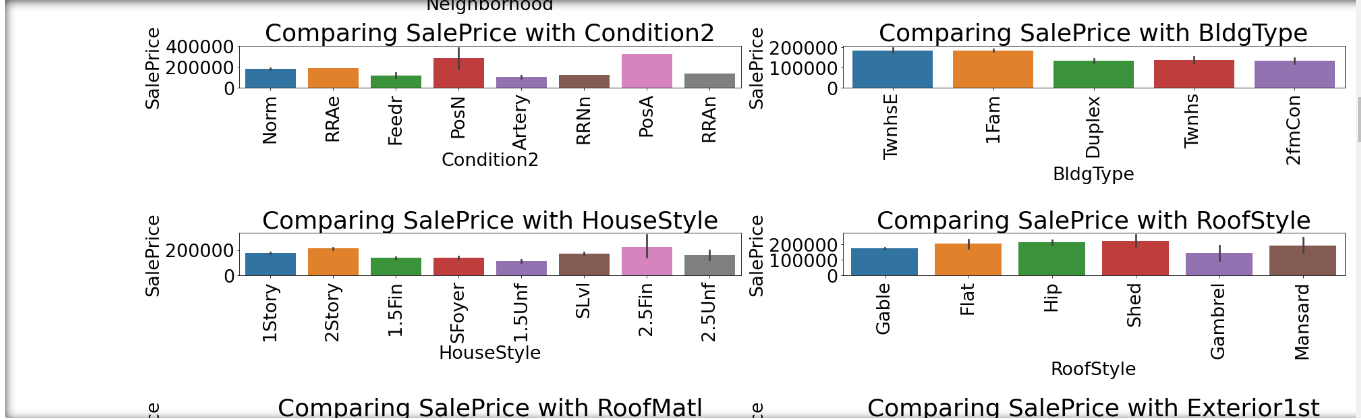 Neighborhood
Comparing SalePrice with Condition2
SalePrice
400000
200000
0
Norm
RRAe
Feedr
PosN
Artery
RRNn
PosA
RRAn
Condition2
Comparing SalePrice with BldgType
SalePrice
200000
100000
0
TwnhsE
1Fam
Duplex
Twnhs
2fmCon
BldgType
Comparing SalePrice with HouseStyle
SalePrice
200000
0
1Story
2Story
1.5Fin
SFoyer
1.5Unf
SLvl
2.5Fin
2.5Unf
HouseStyle
Comparing SalePrice with RoofStyle
SalePrice
200000
100000
0
Gable
Flat
Hip
Shed
Gambrel
Mansard
RoofStyle
Comparing SalePrice with RoofMatl
ce
Comparing SalePrice with Exterior1st
ce